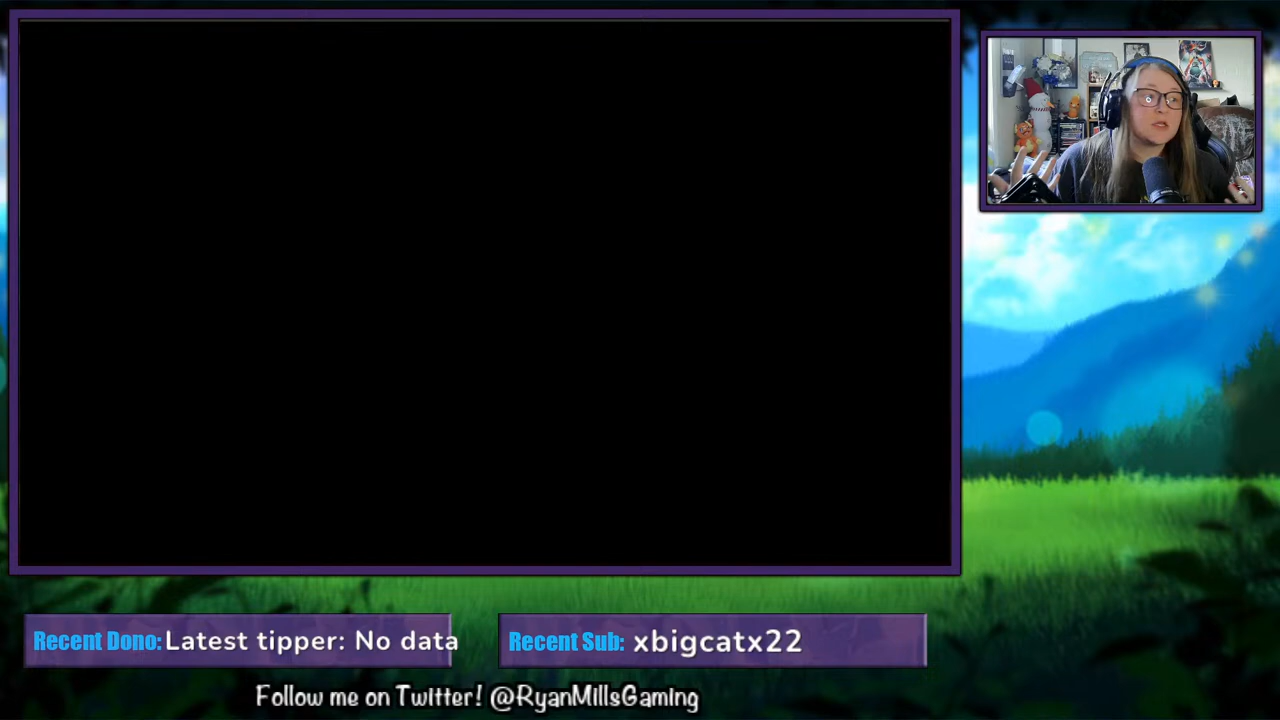 Recent Dono: Latest tipper: No data
Recent Sub: xbigcatx22
Follow me on Twitter! @RyanMillsGaming